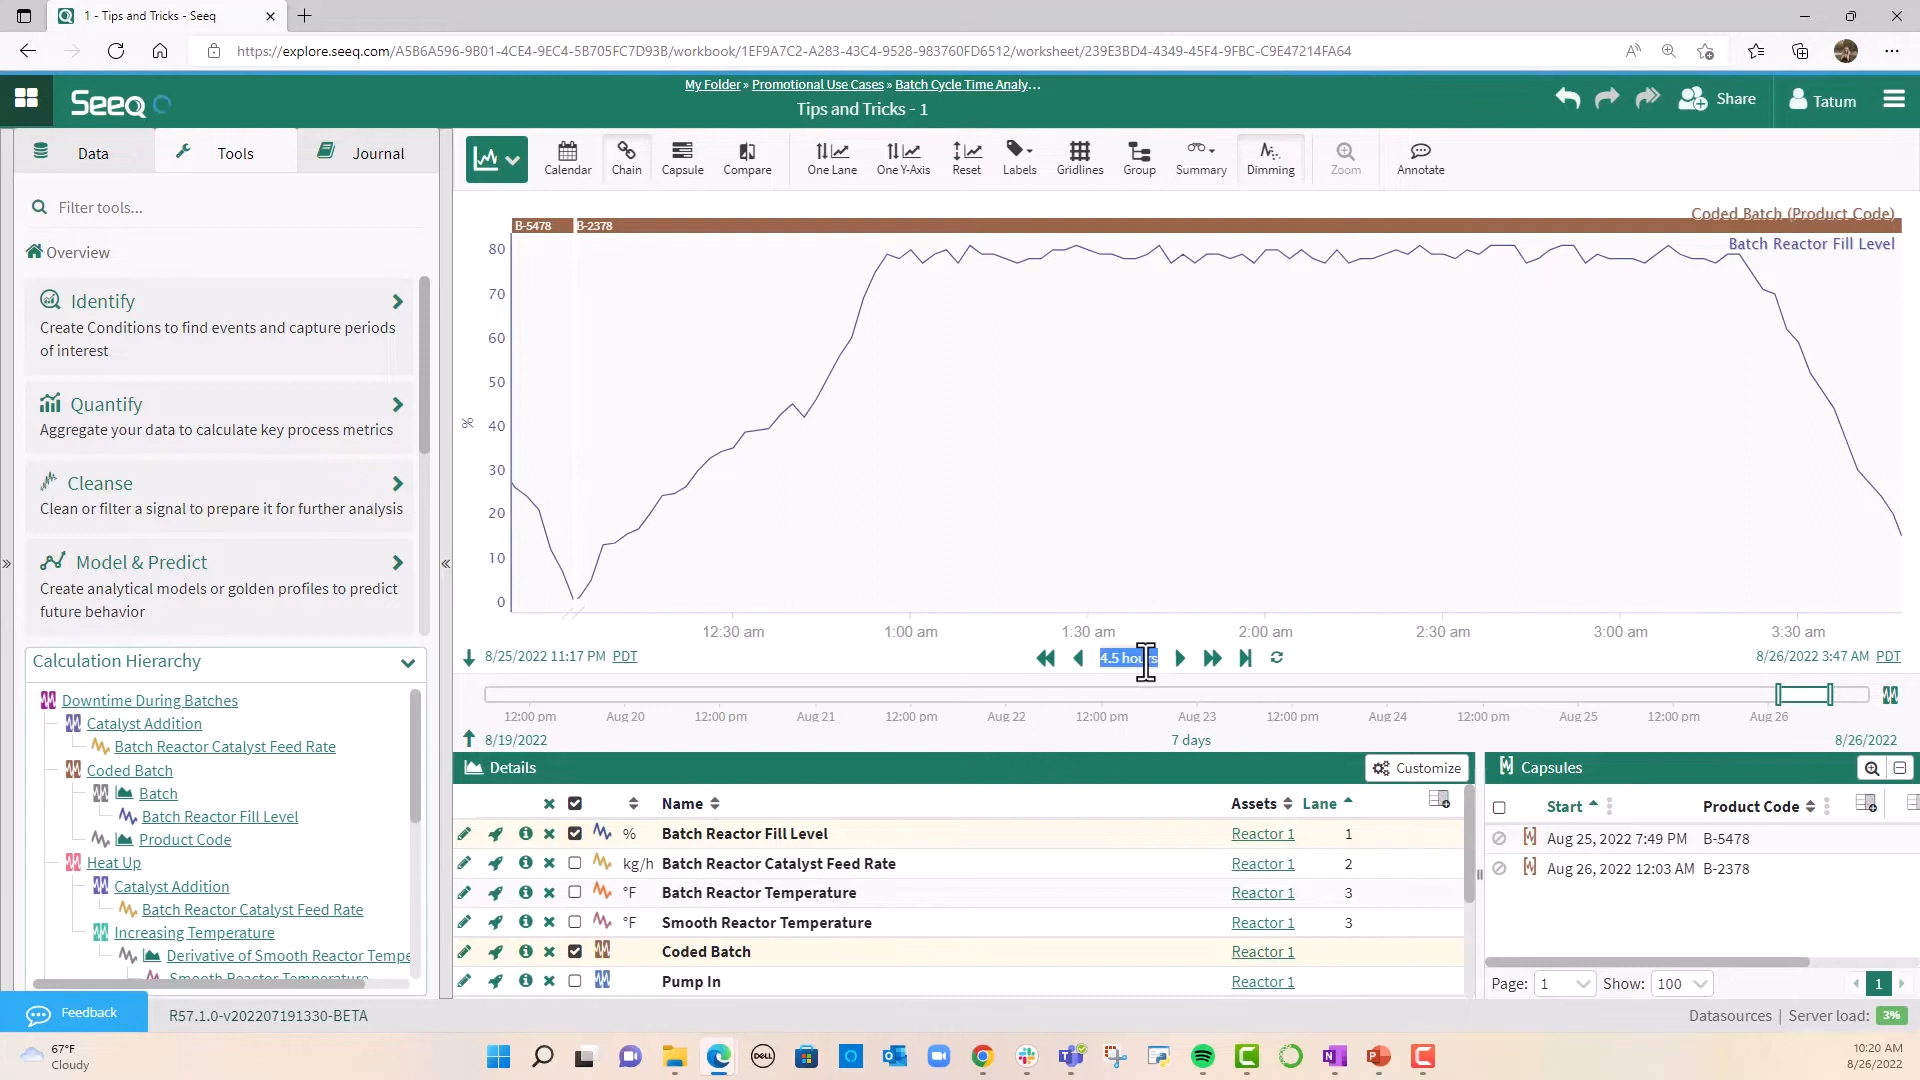 1 - Tips and Tricks - Seeq
https://explore.seeq.com/A5B6A596-9B01-4CE4-9EC4-5B705FC7D93B/workbook/1EF9A7C2-A283-43C4-9528-983760FD6512/worksheet/239E3BD4-4349-45F4-9FBC-C9E47214FA64
Seeq
My Folder » Promotional Use Cases » Batch Cycle Time Analy...
Tips and Tricks - 1
Share
Tatum
Data
Tools
Journal
Calendar
Chain
Capsule
Compare
One Lane
One Y-Axis
Reset
Labels
Gridlines
Group
Summary
Dimming
Zoom
Annotate
Filter tools...
Overview
Identify
Create Conditions to find events and capture periods
of interest
Quantify
Aggregate your data to calculate key process metrics
Cleanse
Clean or filter a signal to prepare it for further analysis
Model & Predict
Create analytical models or golden profiles to predict
future behavior
Calculation Hierarchy
Downtime During Batches
Catalyst Addition
Batch Reactor Catalyst Feed Rate
Coded Batch
Batch
Batch Reactor Fill Level
Product Code
Heat Up
Catalyst Addition
Batch Reactor Catalyst Feed Rate
Increasing Temperature
Derivative of Smooth Reactor Tempe
Smooth Reactor Temperature
Coded Batch (Product Code)
B-5478 B-2378
Batch Reactor Fill Level
80
70
60
50
40
30
20
10
0
%
12:30 am 1:00 am 1:30 am 2:00 am 2:30 am 3:00 am 3:30 am
8/25/2022 11:17 PM PDT
4.5 hours
8/26/2022 3:47 AM PDT
12:00 pm Aug 20 12:00 pm Aug 21 12:00 pm Aug 22 12:00 pm Aug 23 12:00 pm Aug 24 12:00 pm Aug 25 12:00 pm Aug 26
8/19/2022 7 days 8/26/2022
Details
Customize
Name Assets Lane
% Batch Reactor Fill Level Reactor 1 1
kg/h Batch Reactor Catalyst Feed Rate Reactor 1 2
°F Batch Reactor Temperature Reactor 1 3
°F Smooth Reactor Temperature Reactor 1 3
Coded Batch Reactor 1
Pump In Reactor 1
Capsules
Start Product Code
Aug 25, 2022 7:49 PM B-5478
Aug 26, 2022 12:03 AM B-2378
Page: 1 Show: 100 1
Feedback
R57.1.0-v202207191330-BETA
Datasources | Server load: 3%
67°F
Cloudy
DELL
10:20 AM
8/26/2022